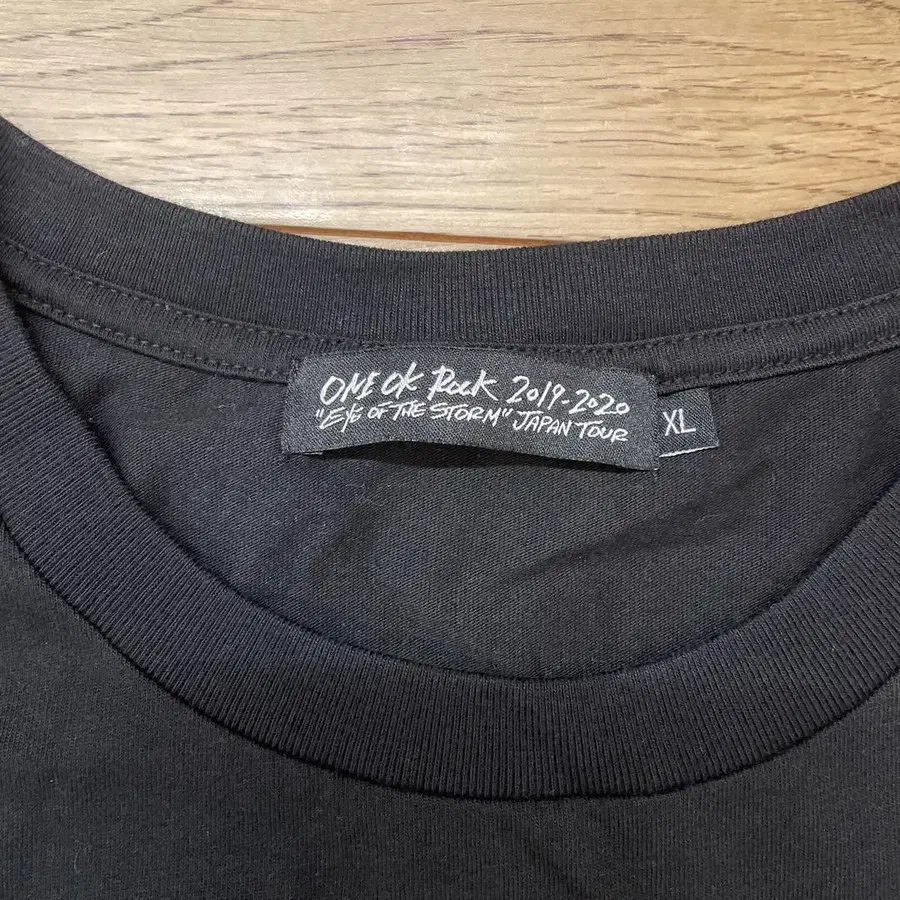 ONE OK ROCK 2019-2020
"EYE OF THE STORM" JAPAN TOUR
XL